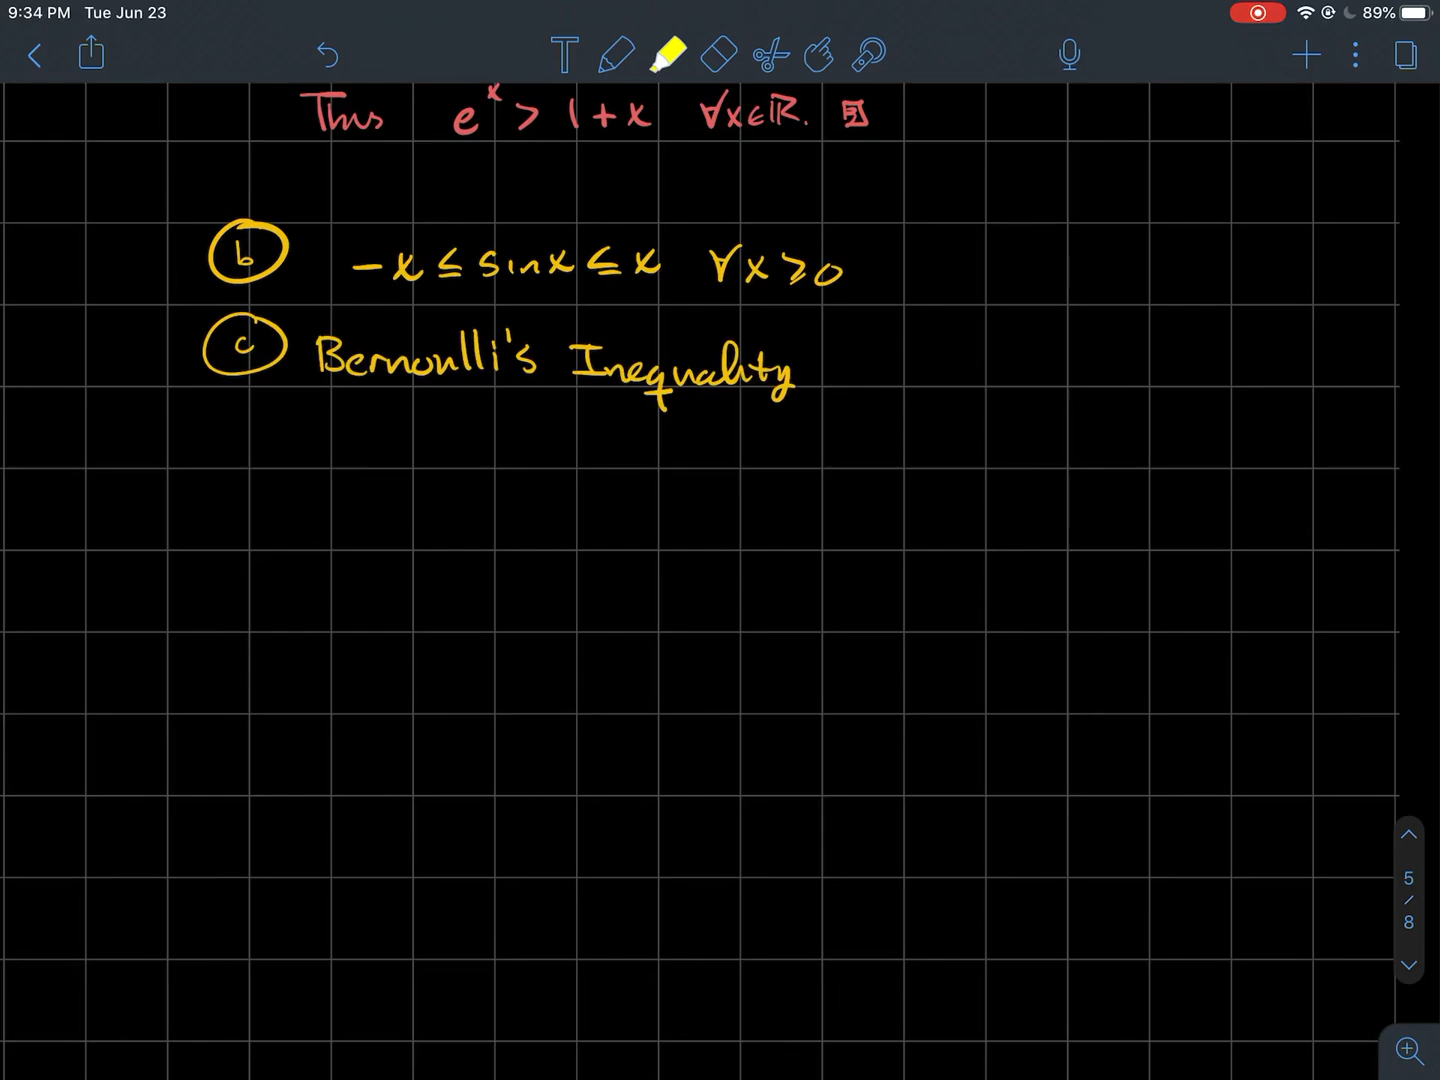 9:34 PM Tue Jun 23 89%
T
Thus e^x > 1 + x ∀x∈ℝ.
b -x ≤ sinx ≤ x ∀x ≥ 0
c Bernoulli's Inequality
5
/
8